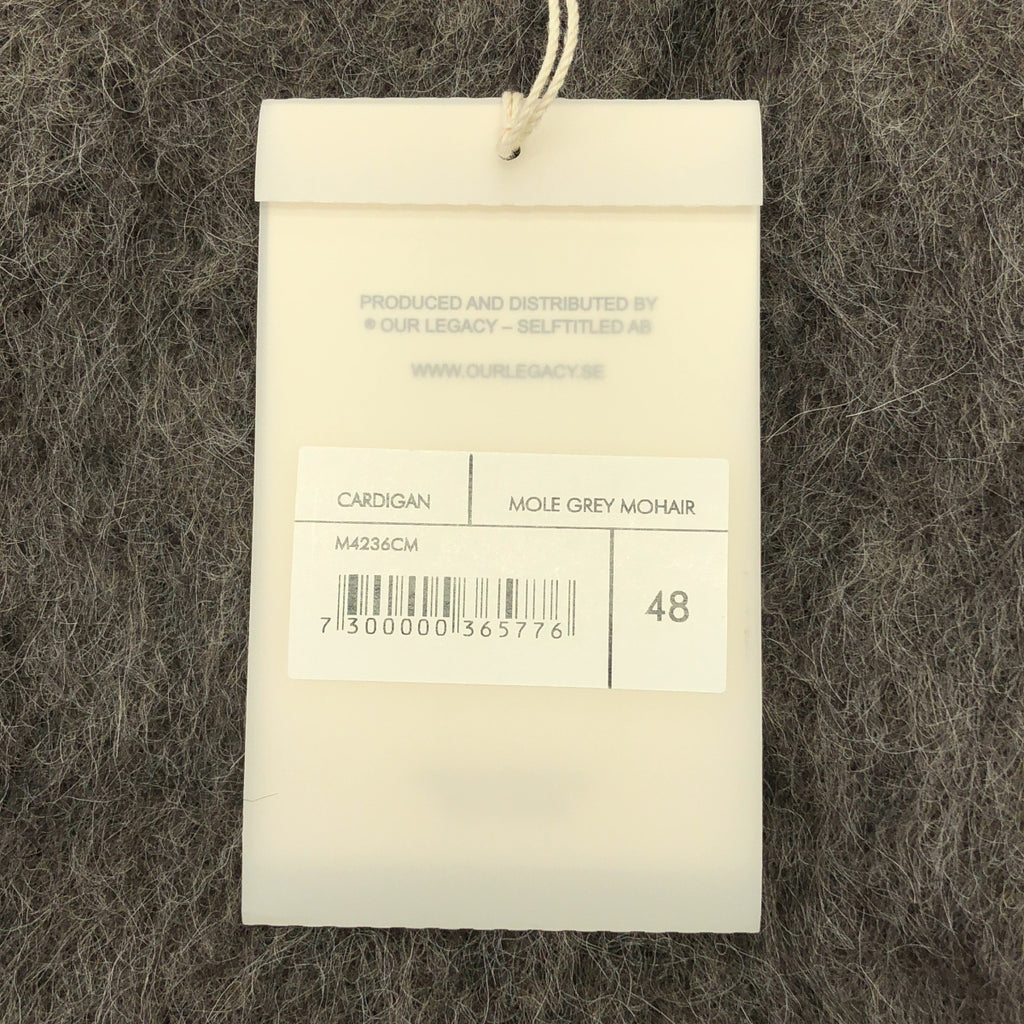 PRODUCED AND DISTRIBUTED BY
® OUR LEGACY – SELFTITLED AB
WWW.OURLEGACY.SE
CARDIGAN
MOLE GREY MOHAIR
M4236CM
7 300000 365776
48